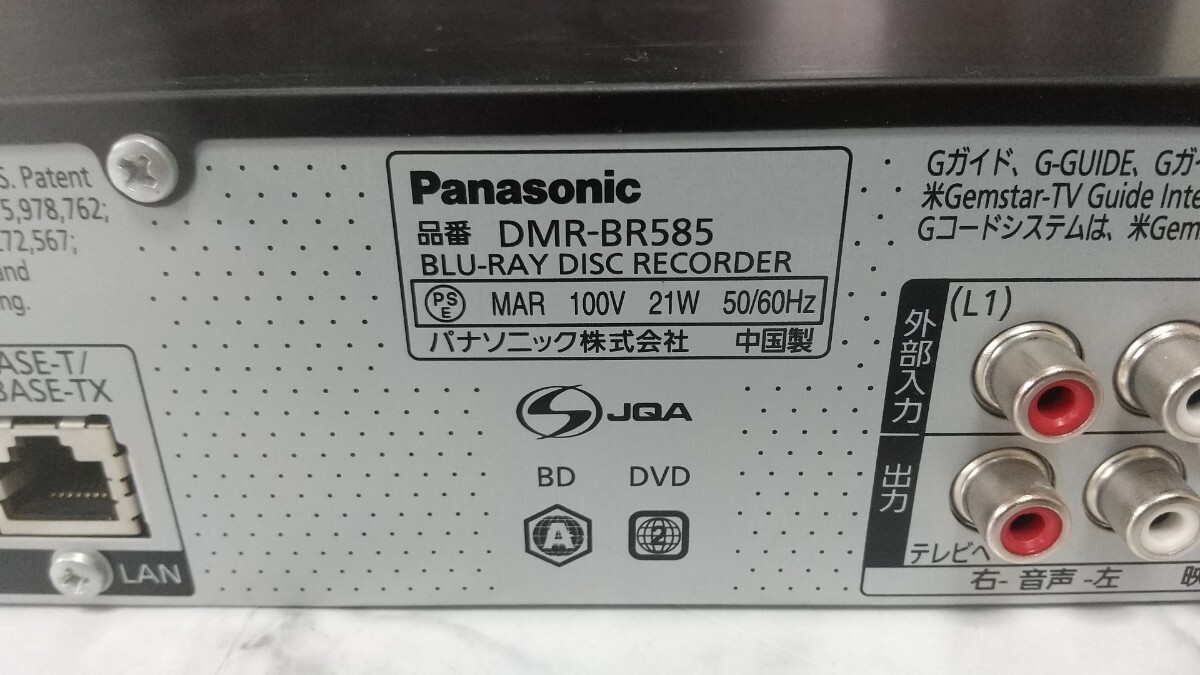 S. Patent
5,978,762;
72,567;
and
ng.
Panasonic
品番 DMR-BR585
BLU-RAY DISC RECORDER
PS E MAR 100V 21W 50/60Hz
パナソニック株式会社 中国製
S JQA
BD DVD
A 2
Gガイド、G-GUIDE、Gガ
米Gemstar-TV Guide Inte
Gコードシステムは、米Gem
(L1)
外部入力
出力
テレビへ
右- 音声 -左 映
ASE-T/
BASE-TX
LAN